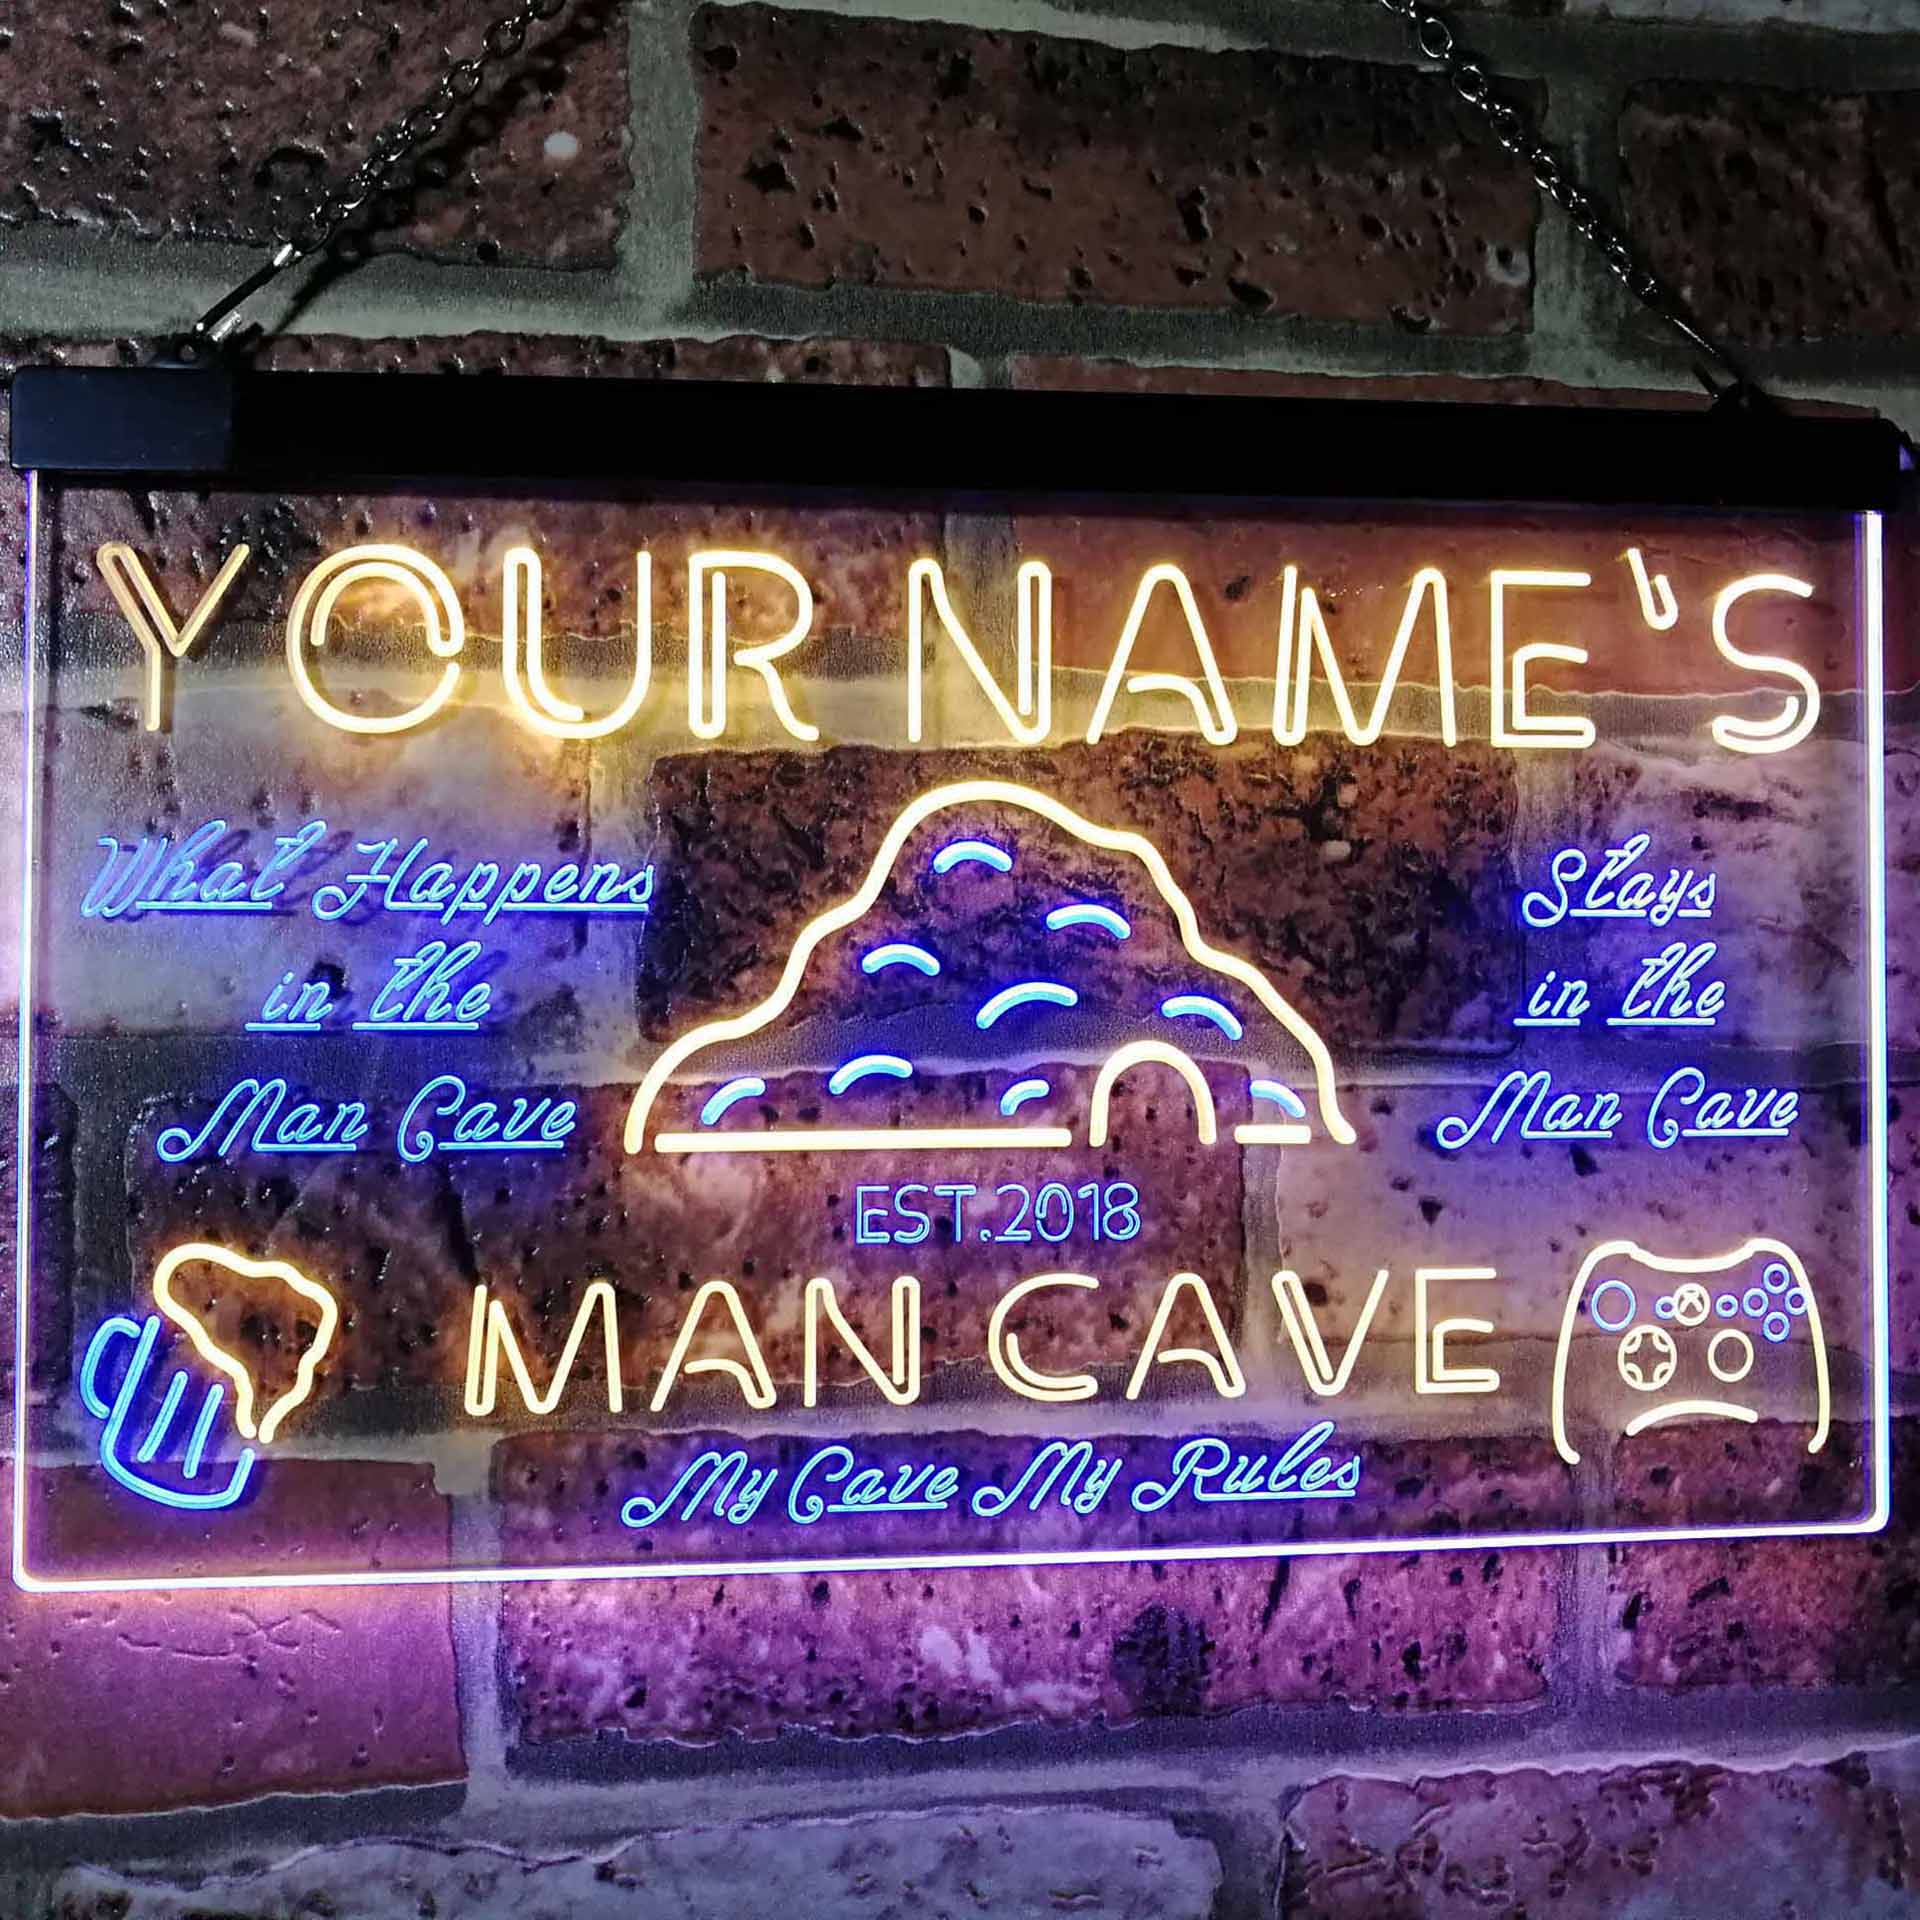 YOUR NAME'S
What Happens
in the
Man Cave
Stays
in the
Man Cave
EST.2018
MAN CAVE
My Cave My Rules